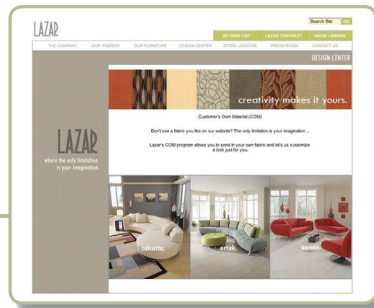 LAZAR
Search Site GO
MY WISH LIST LAZAR CONTRACT IMAGE LIBRARY
THE COMPANY OUR FABRICS OUR FURNITURE DESIGN CENTER STORE LOCATOR PRESS ROOM CONTACT US
DESIGN CENTER
creativity makes it yours.
Customer's Own Material (COM)
Don't see a fabric you like on our website? The only limitation is your imagination ...
Lazar's COM program allows you to send in your own fabric and let's us customize
a look just for you.
LAZAR
where the only limitation
is your imagination.
calcutta. artek.